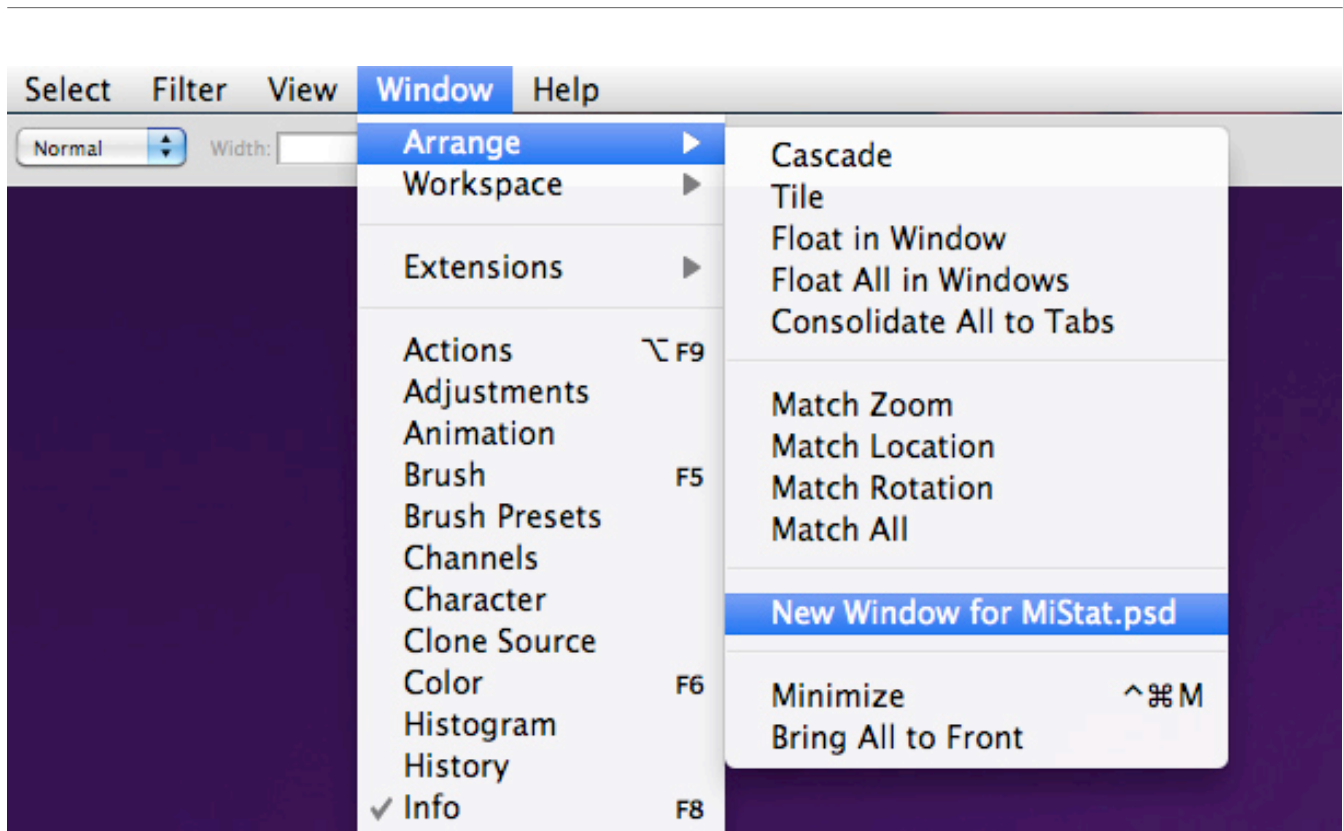 Select Filter View Window Help
Normal Width:
Arrange
Workspace
Extensions
Actions ⌥ F9
Adjustments
Animation
Brush F5
Brush Presets
Channels
Character
Clone Source
Color F6
Histogram
History
✓ Info F8
Cascade
Tile
Float in Window
Float All in Windows
Consolidate All to Tabs
Match Zoom
Match Location
Match Rotation
Match All
New Window for MiStat.psd
Minimize ^⌘M
Bring All to Front